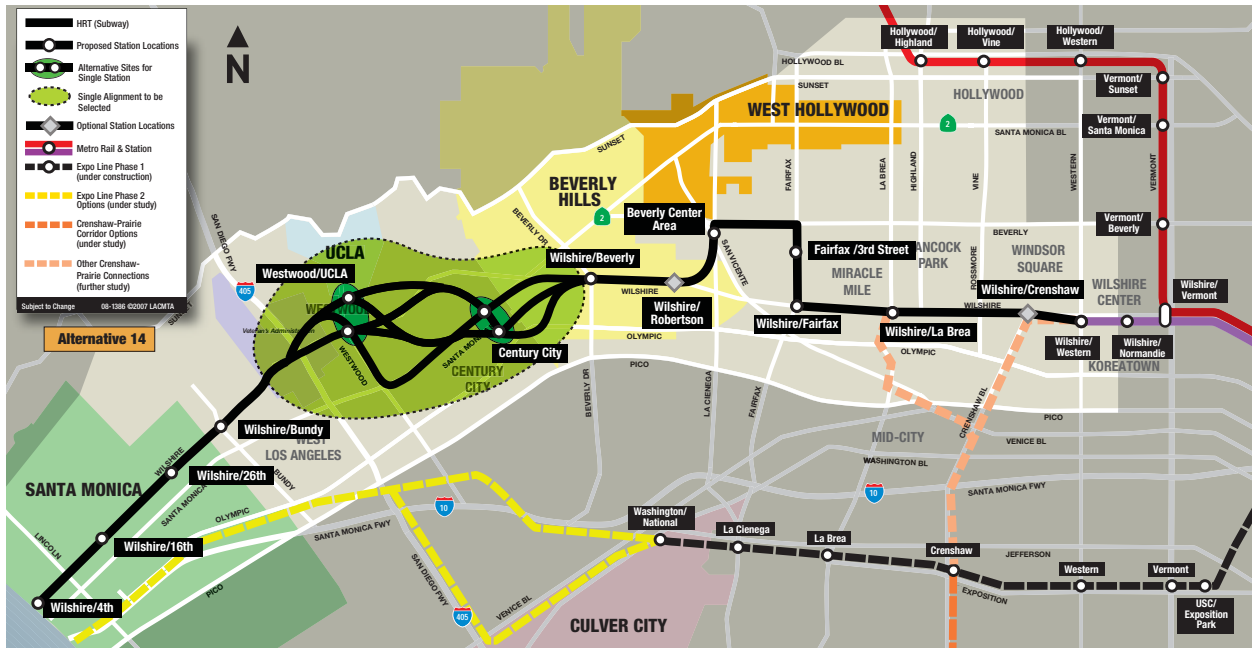 HRT (Subway)
Proposed Station Locations
Alternative Sites for
Single Station
Single Alignment to be
Selected
Optional Station Locations
Metro Rail & Station
Expo Line Phase 1
(under construction)
Expo Line Phase 2
Options (under study)
Crenshaw-Prairie
Corridor Options
(under study)
Other Crenshaw-
Prairie Connections
(further study)
Subject to Change
08-1386 ©2007 LACMTA
Alternative 14
N
Hollywood/
Highland
Hollywood/
Vine
Hollywood/
Western
HOLLYWOOD BL
SUNSET
Vermont/
Sunset
HOLLYWOOD
WEST HOLLYWOOD
2
SANTA MONICA BL
Vermont/
Santa Monica
SUNSET
FAIRFAX
LA BREA
HIGHLAND
VINE
WESTERN
VERMONT
BEVERLY
HILLS
2
BEVERLY DR
Beverly Center
Area
SAN VICENTE
BEVERLY
Vermont/
Beverly
SAN DIEGO FWY
UCLA
Westwood/UCLA
Wilshire/Beverly
Fairfax /3rd Street
ANCOCK
PARK
ROSSMORE
WINDSOR
SQUARE
MIRACLE
MILE
405
WILSHIRE
Wilshire/
Robertson
Wilshire/Fairfax
Wilshire/Crenshaw
WILSHIRE
WILSHIRE
CENTER
Wilshire/
Vermont
Veteran's Administration
WESTWOOD
SANTA MONICA
Century City
CENTURY
CITY
OLYMPIC
PICO
Wilshire/La Brea
OLYMPIC
Wilshire/
Western
Wilshire/
Normandie
KOREATOWN
BEVERLY DR
LA CIENEGA
FAIRFAX
CRENSHAW BL
PICO
Wilshire/Bundy
WEST
LOS ANGELES
BUNDY
MID-CITY
VENICE BL
WASHINGTON BL
WILSHIRE
Wilshire/26th
SANTA MONICA
SANTA MONICA
OLYMPIC
10
10
SANTA MONICA FWY
SANTA MONICA FWY
LINCOLN
Wilshire/16th
Washington/
National
La Cienega
La Brea
Crenshaw
JEFFERSON
EXPOSITION
Western
Vermont
USC/
Exposition
Park
SAN DIEGO FWY
PICO
Wilshire/4th
405
VENICE BL
CULVER CITY